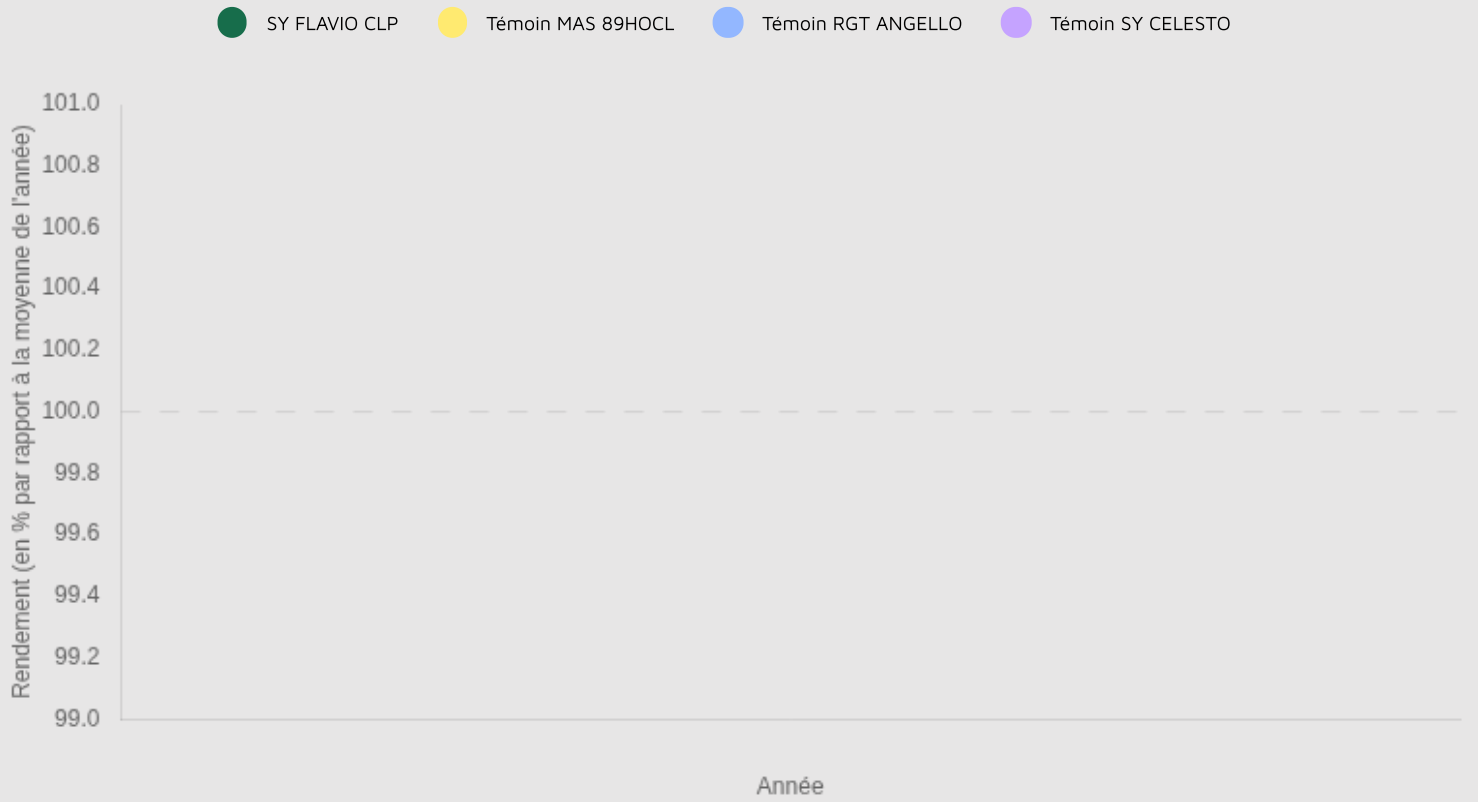 SY FLAVIO CLP
Témoin MAS 89HOCL
Témoin RGT ANGELLO
Témoin SY CELESTO
Rendement (en % par rapport à la moyenne de l'année)
101.0
100.8
100.6
100.4
100.2
100.0
99.8
99.6
99.4
99.2
99.0
Année